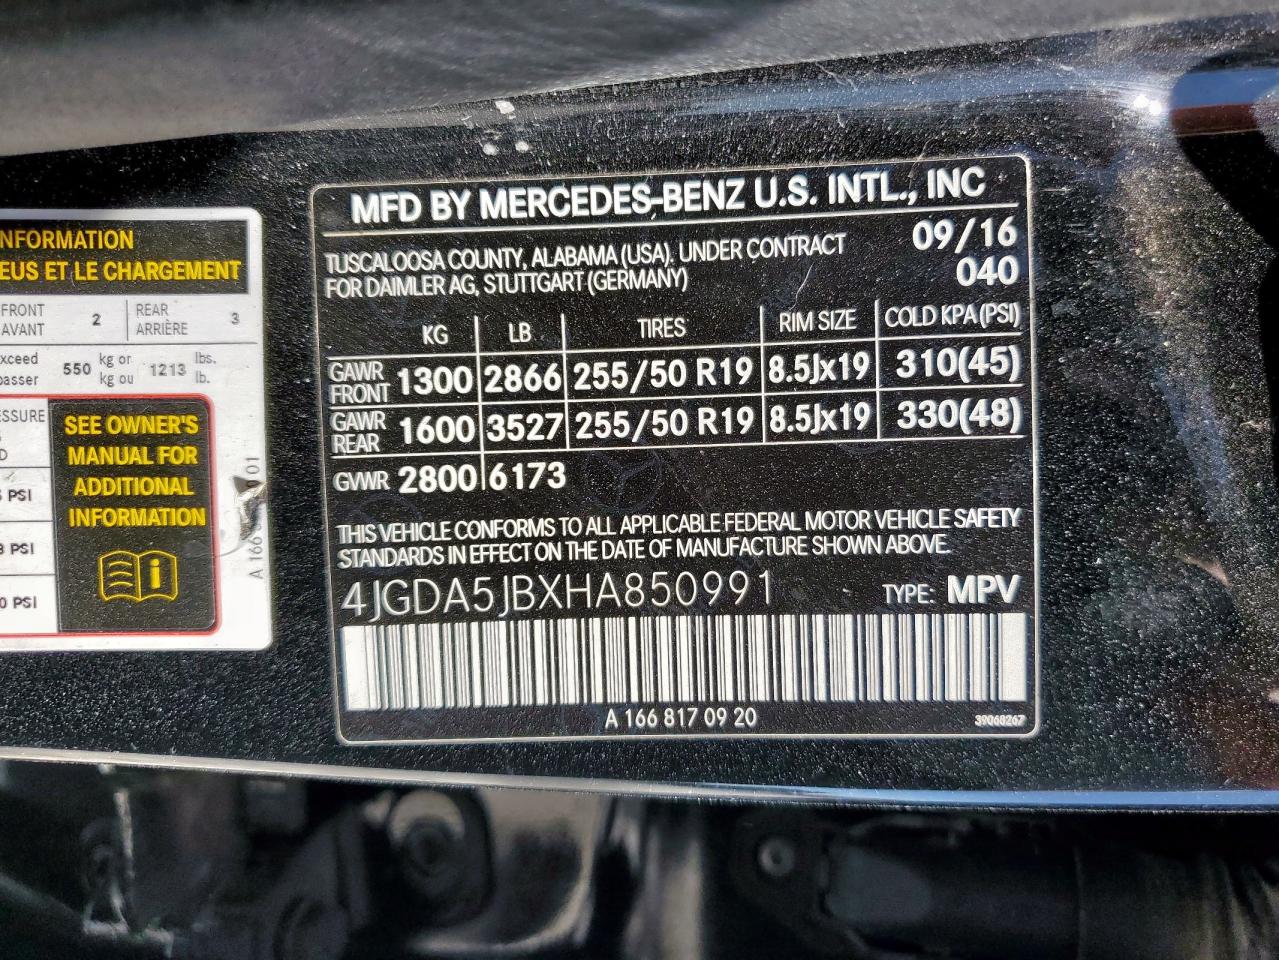 NFORMATION
EUS ET LE CHARGEMENT
FRONT
AVANT 2
REAR
ARRIÈRE 3
xceed 550 kg or 1213 lbs.
passer kg ou lb.
ESSURE
D
PSI
PSI
0 PSI
SEE OWNER'S
MANUAL FOR
ADDITIONAL
INFORMATION
i
A 166
MFD BY MERCEDES-BENZ U.S. INTL., INC
TUSCALOOSA COUNTY, ALABAMA (USA), UNDER CONTRACT 09/16
FOR DAIMLER AG, STUTTGART (GERMANY) 040
KG LB TIRES RIM SIZE COLD KPA (PSI)
GAWR FRONT 1300 2866 255/50 R19 8.5Jx19 310(45)
GAWR REAR 1600 3527 255/50 R19 8.5Jx19 330(48)
GVWR 2800 6173
THIS VEHICLE CONFORMS TO ALL APPLICABLE FEDERAL MOTOR VEHICLE SAFETY
STANDARDS IN EFFECT ON THE DATE OF MANUFACTURE SHOWN ABOVE.
4JGDA5JBXHA850991 TYPE: MPV
A 166 817 09 20 39068267